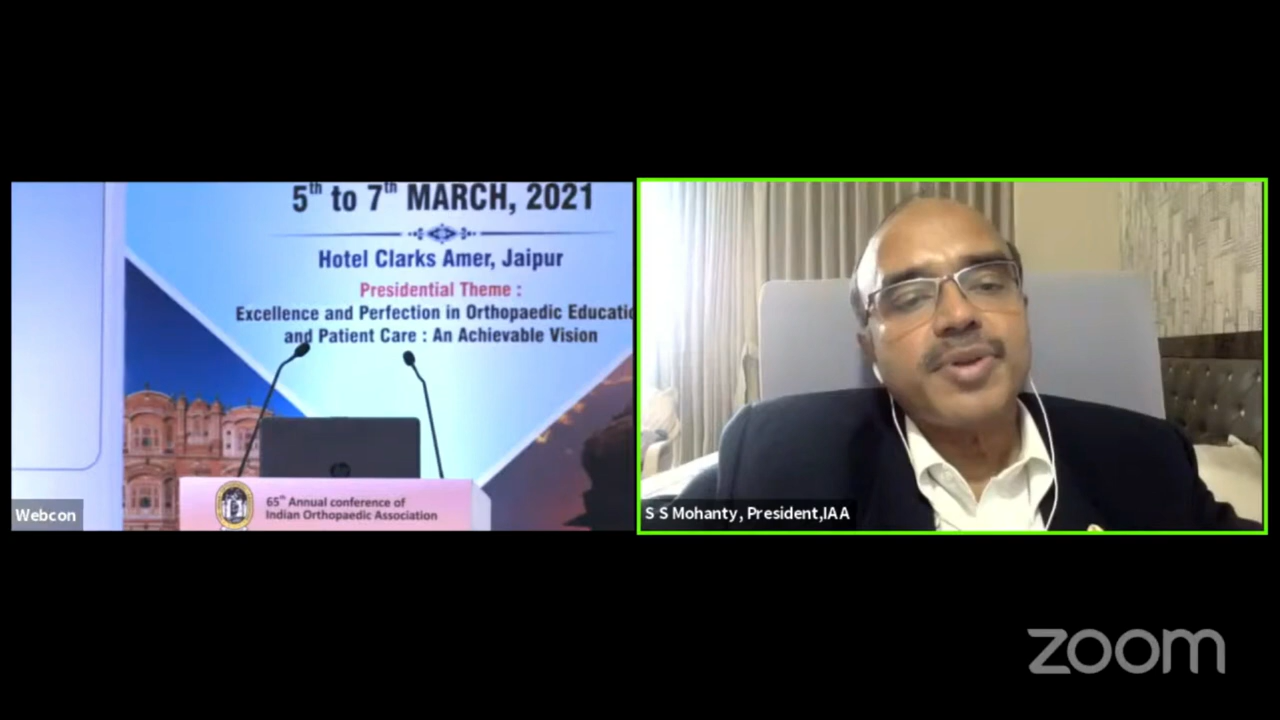 5th to 7th MARCH, 2021
Hotel Clarks Amer, Jaipur
Presidential Theme :
Excellence and Perfection in Orthopaedic Educatio
and Patient Care : An Achievable Vision
65th Annual conference of
Indian Orthopaedic Association
Webcon
S S Mohanty, President,IAA
zoom